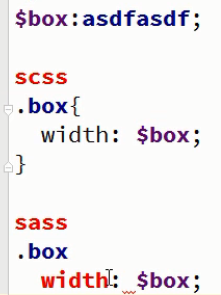 $box:asdfasdf;
scss
.box{
width: $box;
}
sass
.box
width: $box;